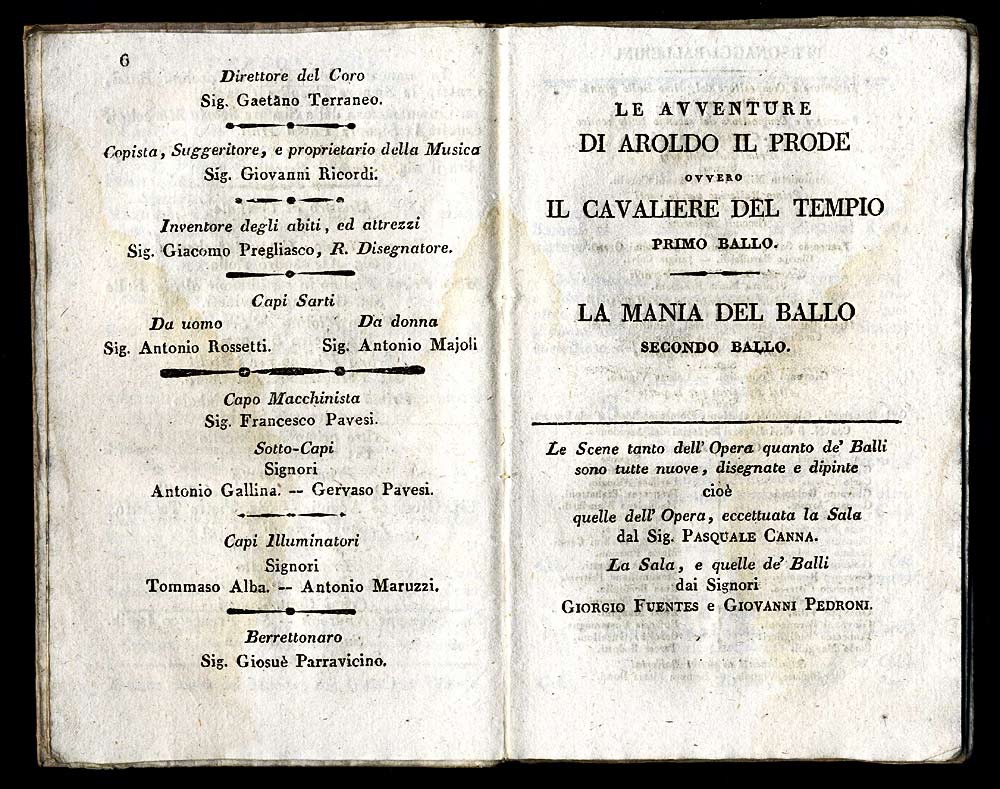 6
Direttore del Coro
Sig. Gaetano Terraneo.
Copista, Suggeritore, e proprietario della Musica
Sig. Giovanni Ricordi.
Inventore degli abiti, ed attrezzi
Sig. Giacomo Pregliasco, R. Disegnatore.
Capi Sarti
Da uomo Da donna
Sig. Antonio Rossetti. Sig. Antonio Majoli
Capo Macchinista
Sig. Francesco Pavesi.
Sotto-Capi
Signori
Antonio Gallina. -- Gervaso Pavesi.
Capi Illuminatori
Signori
Tommaso Alba. -- Antonio Maruzzi.
Berrettonaro
Sig. Giosuè Parravicino.
LE AVVENTURE
DI AROLDO IL PRODE
OVVERO
IL CAVALIERE DEL TEMPIO
PRIMO BALLO.
LA MANIA DEL BALLO
SECONDO BALLO.
Le Scene tanto dell' Opera quanto de' Balli
sono tutte nuove, disegnate e dipinte
cioè
quelle dell' Opera, eccettuata la Sala
dal Sig. PASQUALE CANNA.
La Sala, e quelle de' Balli
dai Signori
GIORGIO FUENTES e GIOVANNI PEDRONI.